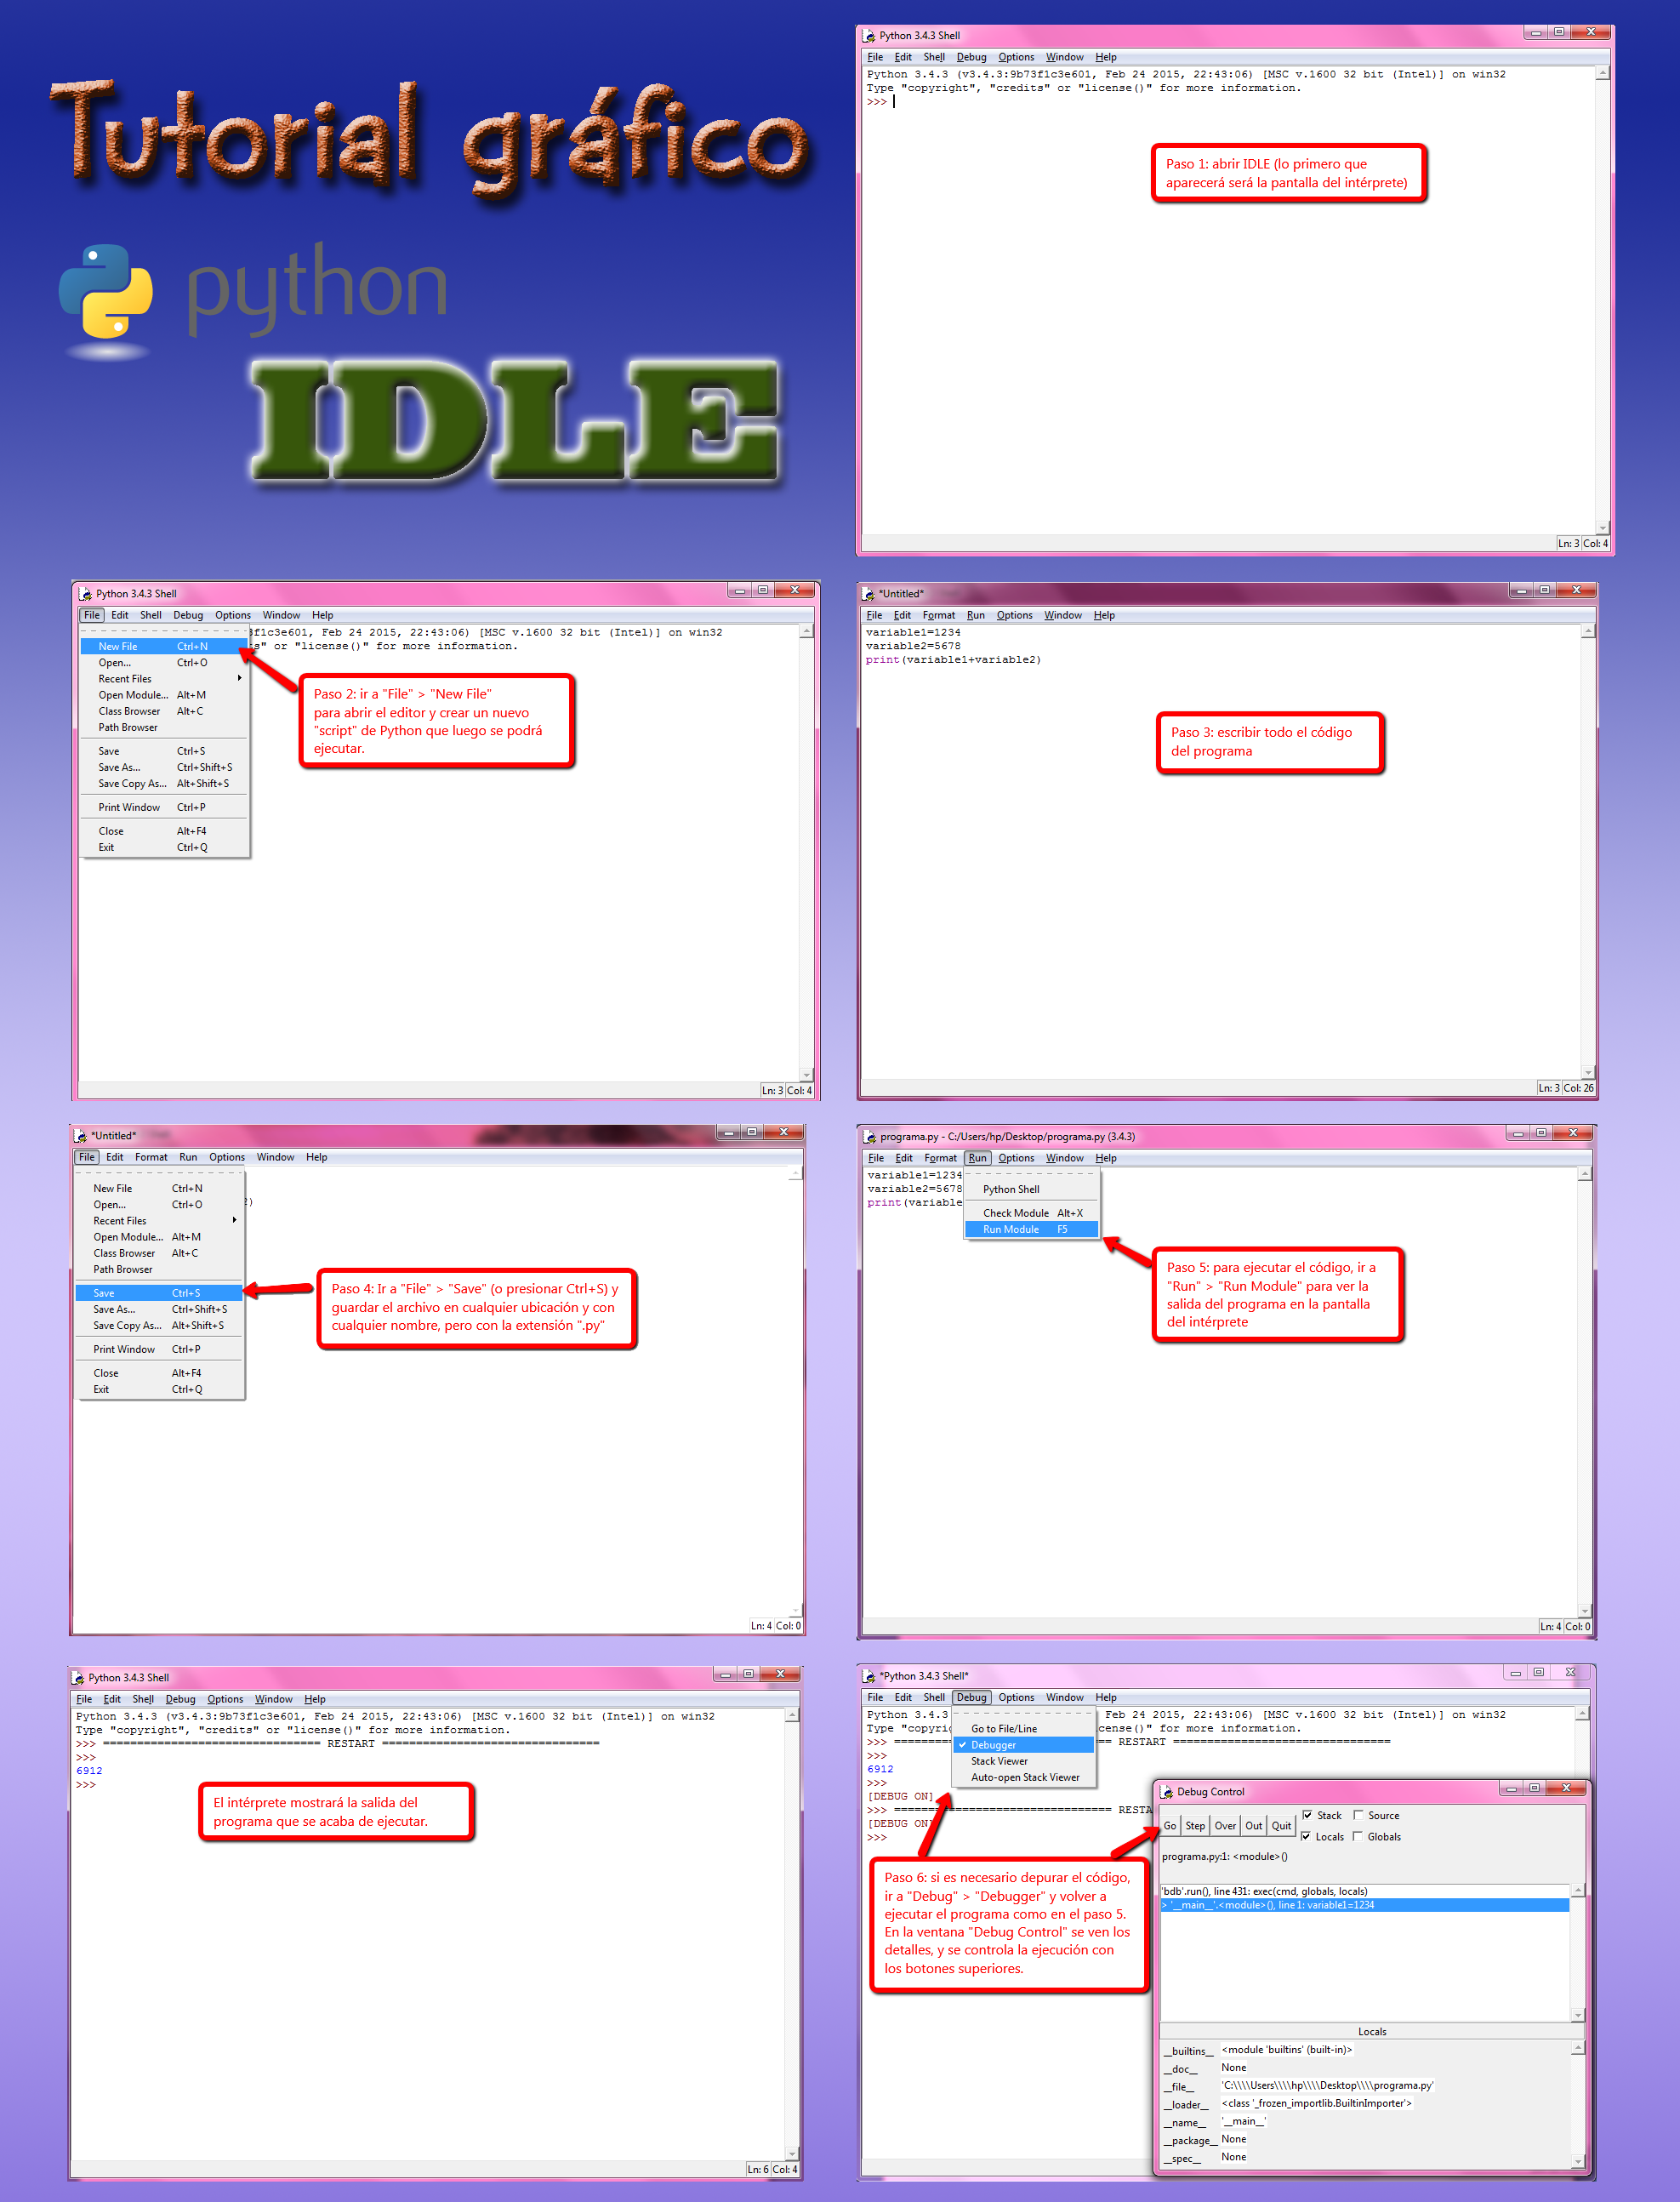 Tutorial gráfico
python
IDLE
Python 3.4.3 Shell
File Edit Shell Debug Options Window Help
Python 3.4.3 (v3.4.3:9b73f1c3e601, Feb 24 2015, 22:43:06) [MSC v.1600 32 bit (Intel)] on win32
Type "copyright", "credits" or "license()" for more information.
>>>
Paso 1: abrir IDLE (lo primero que
aparecerá será la pantalla del intérprete)
Ln: 3 Col: 4
Python 3.4.3 Shell
File Edit Shell Debug Options Window Help
3f1c3e601, Feb 24 2015, 22:43:06) [MSC v.1600 32 bit (Intel)] on win32
ts" or "license()" for more information.
New File Ctrl+N
Open... Ctrl+O
Recent Files
Open Module... Alt+M
Class Browser Alt+C
Path Browser
Save Ctrl+S
Save As... Ctrl+Shift+S
Save Copy As... Alt+Shift+S
Print Window Ctrl+P
Close Alt+F4
Exit Ctrl+Q
Paso 2: ir a "File" > "New File"
para abrir el editor y crear un nuevo
"script" de Python que luego se podrá
ejecutar.
Ln: 3 Col: 4
*Untitled*
File Edit Format Run Options Window Help
variable1=1234
variable2=5678
print(variable1+variable2)
Paso 3: escribir todo el código
del programa
Ln: 3 Col: 26
*Untitled*
File Edit Format Run Options Window Help
New File Ctrl+N
Open... Ctrl+O
2)
Recent Files
Open Module... Alt+M
Class Browser Alt+C
Path Browser
Save Ctrl+S
Save As... Ctrl+Shift+S
Save Copy As... Alt+Shift+S
Print Window Ctrl+P
Close Alt+F4
Exit Ctrl+Q
Paso 4: Ir a "File" > "Save" (o presionar Ctrl+S) y
guardar el archivo en cualquier ubicación y con
cualquier nombre, pero con la extensión ".py"
Ln: 4 Col: 0
programa.py - C:/Users/hp/Desktop/programa.py (3.4.3)
File Edit Format Run Options Window Help
variable1=1234
variable2=5678
print(variable
Python Shell
Check Module Alt+X
Run Module F5
Paso 5: para ejecutar el código, ir a
"Run" > "Run Module" para ver la
salida del programa en la pantalla
del intérprete
Ln: 4 Col: 0
Python 3.4.3 Shell
File Edit Shell Debug Options Window Help
Python 3.4.3 (v3.4.3:9b73f1c3e601, Feb 24 2015, 22:43:06) [MSC v.1600 32 bit (Intel)] on win32
Type "copyright", "credits" or "license()" for more information.
>>> ================================ RESTART ================================
>>>
6912
>>>
El intérprete mostrará la salida del
programa que se acaba de ejecutar.
Ln: 6 Col: 4
*Python 3.4.3 Shell*
File Edit Shell Debug Options Window Help
Python 3.4.3 (v3. Feb 24 2015, 22:43:06) [MSC v.1600 32 bit (Intel)] on win32
Type "copyri cense()" for more information.
>>> ================================ RESTART ================================
>>>
6912
>>>
[DEBUG ON]
>>> ================================ RESTA
[DEBUG ON]
>>>
Go to File/Line
Debugger
Stack Viewer
Auto-open Stack Viewer
Paso 6: si es necesario depurar el código,
ir a "Debug" > "Debugger" y volver a
ejecutar el programa como en el paso 5.
En la ventana "Debug Control" se ven los
detalles, y se controla la ejecución con
los botones superiores.
Debug Control
Go Step Over Out Quit
Stack Source
Locals Globals
programa.py:1: <module>()
'bdb'.run(), line 431: exec(cmd, globals, locals)
> '__main__'.<module>(), line 1: variable1=1234
Locals
__builtins__ <module 'builtins' (built-in)>
__doc__ None
__file__ 'C:\\\\Users\\\\hp\\\\Desktop\\\\programa.py'
__loader__ <class '_frozen_importlib.BuiltinImporter'>
__name__ '__main__'
__package__ None
__spec__ None